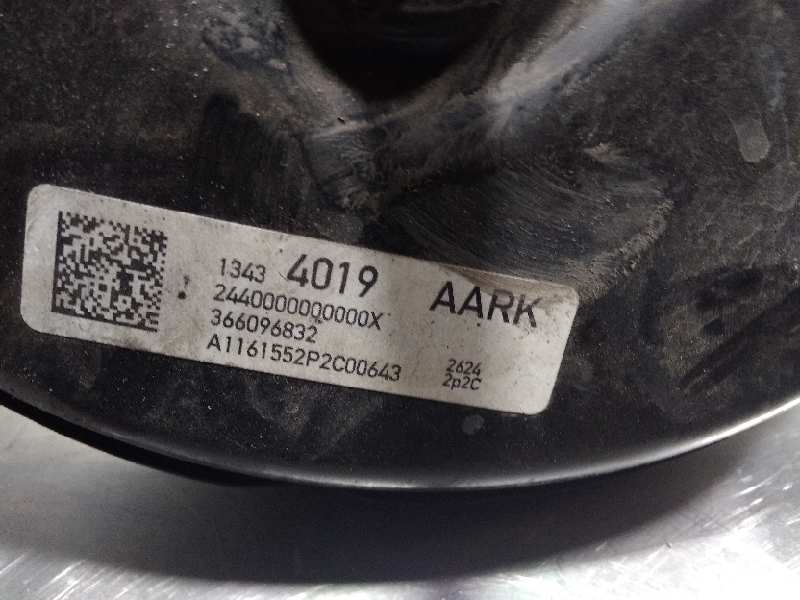 1343 4019 AARK
2440000000000X
366096832
A1161552P2C00643
2624
2p2C